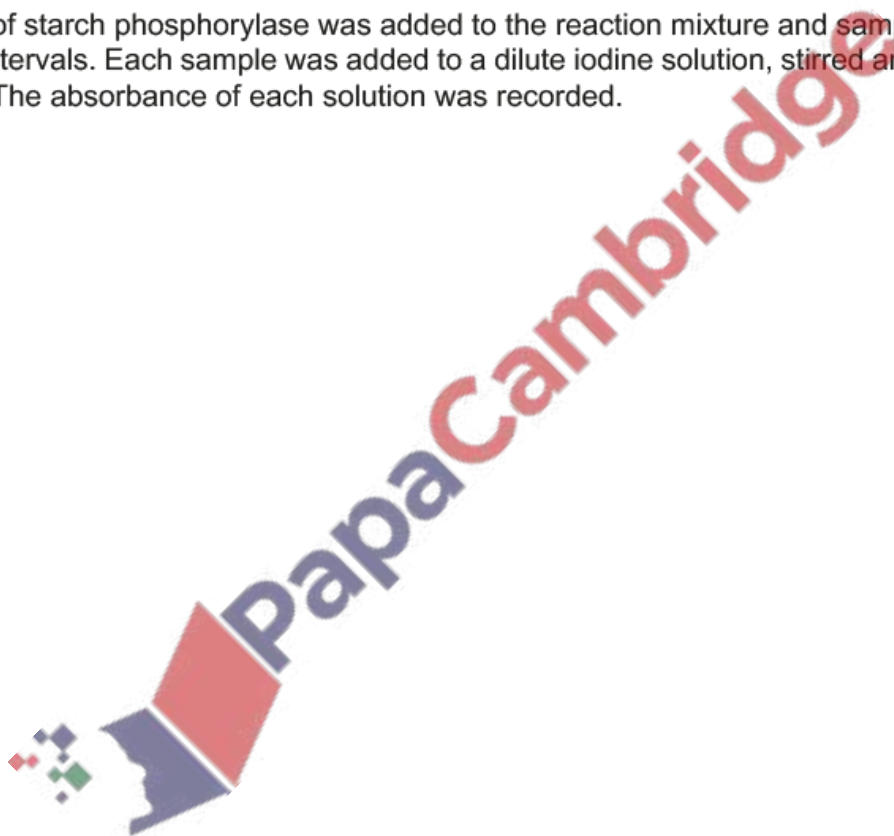 of starch phosphorylase was added to the reaction mixture and sam
tervals. Each sample was added to a dilute iodine solution, stirred ar
The absorbance of each solution was recorded.
PapaCambridge